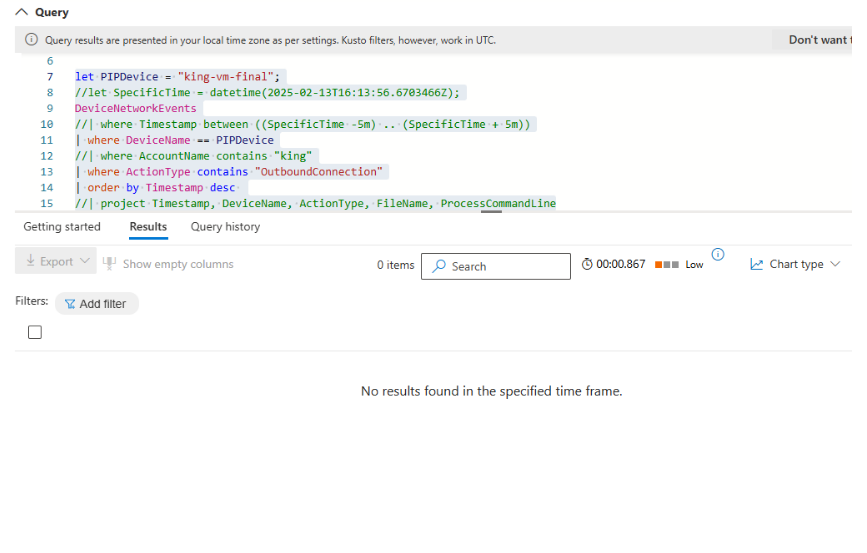 Query
Query results are presented in your local time zone as per settings. Kusto filters, however, work in UTC.
Don't want t
6
7 let PIPDevice = "king-vm-final";
8 //let SpecificTime = datetime(2025-02-13T16:13:56.6703466Z);
9 DeviceNetworkEvents
10 //| where Timestamp between ((SpecificTime -5m) .. (SpecificTime + 5m))
11 | where DeviceName == PIPDevice
12 //| where AccountName contains "king"
13 | where ActionType contains "OutboundConnection"
14 | order by Timestamp desc
15 //| project Timestamp, DeviceName, ActionType, FileName, ProcessCommandLine
Getting started Results Query history
Export Show empty columns 0 items Search 00:00.867 Low Chart type
Filters: Add filter
No results found in the specified time frame.